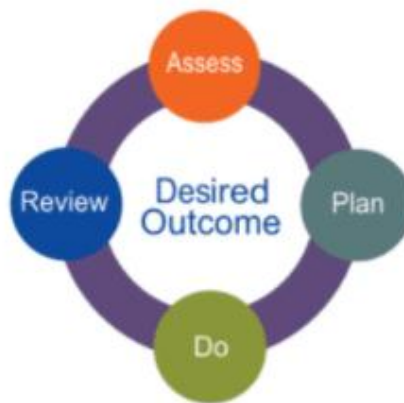 Assess
Review
Desired
Outcome
Plan
Do